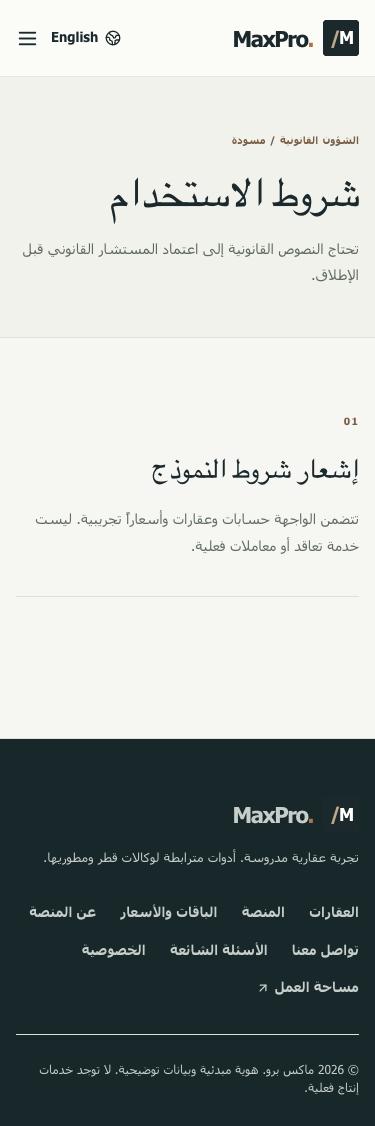 /M MaxPro. English
الشؤون القانونية / مسودة
شروط الاستخدام
تحتاج النصوص القانونية إلى اعتماد المستشار القانوني قبل
الإطلاق.
01
إشعار شروط النموذج
تتضمن الواجهة حسابات وعقارات وأسعاراً تجريبية. ليست
خدمة تعاقد أو معاملات فعلية.
/M MaxPro.
تجربة عقارية مدروسة. أدوات مترابطة لوكالات قطر ومطوريها.
العقارات المنصة الباقات والأسعار عن المنصة
تواصل معنا الأسئلة الشائعة الخصوصية
مساحة العمل
© 2026 ماكس برو. هوية مبدئية وبيانات توضيحية. لا توجد خدمات
إنتاج فعلية.